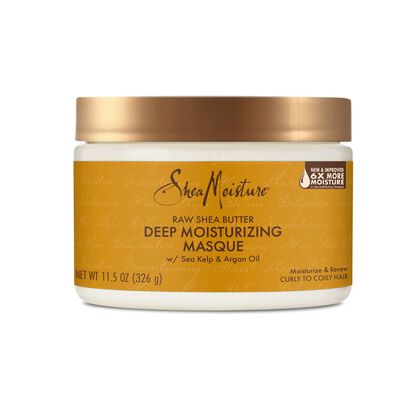 SheaMoisture®
NEW & IMPROVED
6X MORE
MOISTURE
RAW SHEA BUTTER
DEEP MOISTURIZING
MASQUE
w/ Sea Kelp & Argan Oil
NET WT 11.5 OZ (326 g)
Moisturize & Renew
CURLY TO COILY HAIR